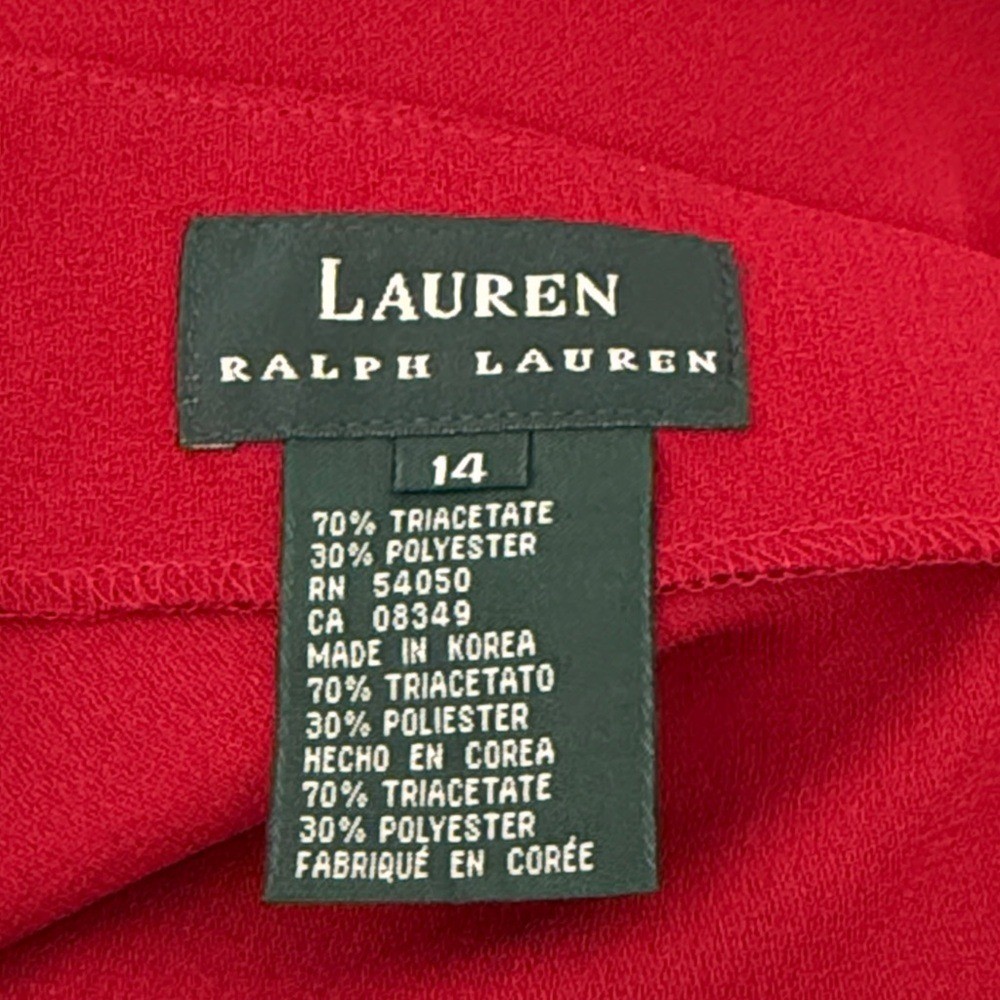 LAUREN
RALPH LAUREN
14
70% TRIACETATE
30% POLYESTER
RN 54050
CA 08349
MADE IN KOREA
70% TRIACETATO
30% POLIESTER
HECHO EN COREA
70% TRIACETATE
30% POLYESTER
FABRIQUÉ EN CORÉE